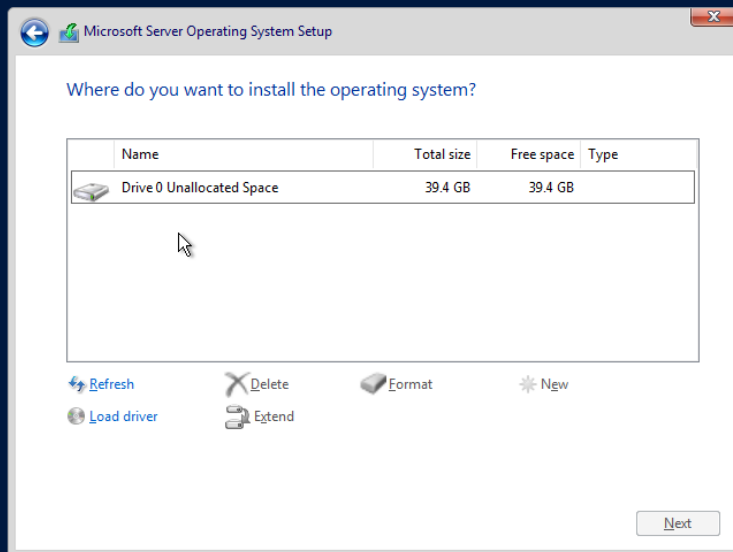 Microsoft Server Operating System Setup
Where do you want to install the operating system?
Name Total size Free space Type
Drive 0 Unallocated Space 39.4 GB 39.4 GB
Refresh Delete Format New
Load driver Extend
Next